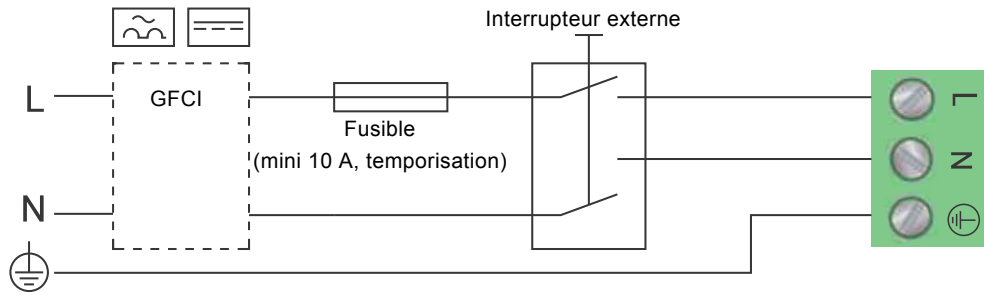 Interrupteur externe
L
GFCI
Fusible
(mini 10 A, temporisation)
N
L
N